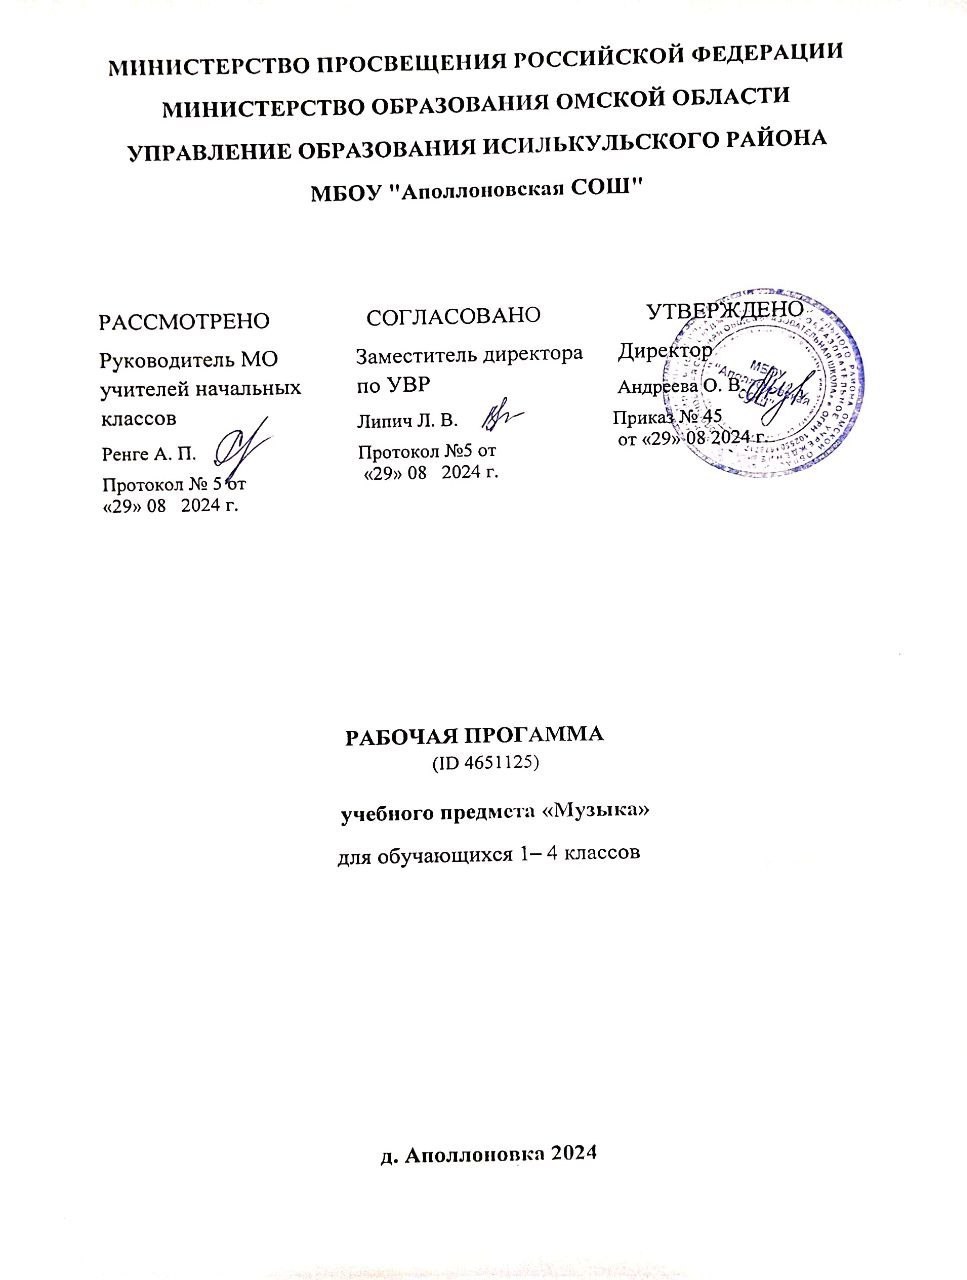 МИНИСТЕРСТВО ПРОСВЕЩЕНИЯ РОССИЙСКОЙ ФЕДЕРАЦИИ
МИНИСТЕРСТВО ОБРАЗОВАНИЯ ОМСКОЙ ОБЛАСТИ
УПРАВЛЕНИЕ ОБРАЗОВАНИЯ ИСИЛЬКУЛЬСКОГО РАЙОНА
МБОУ "Аполлоновская СОШ"
РАССМОТРЕНО
Руководитель МО
учителей начальных
классов
Ренге А. П.
Протокол № 5 от
«29» 08 2024 г.
СОГЛАСОВАНО
Заместитель директора
по УВР
Липич Л. В.
Протокол №5 от
«29» 08 2024 г.
УТВЕРЖДЕНО
Директор
Андреева О. В.
Приказ № 45
от «29» 08 2024 г.
МБОУ
"Аполлоновская
СОШ"
РАБОЧАЯ ПРОГАММА
(ID 4651125)
учебного предмета «Музыка»
для обучающихся 1– 4 классов
д. Аполлоновка 2024